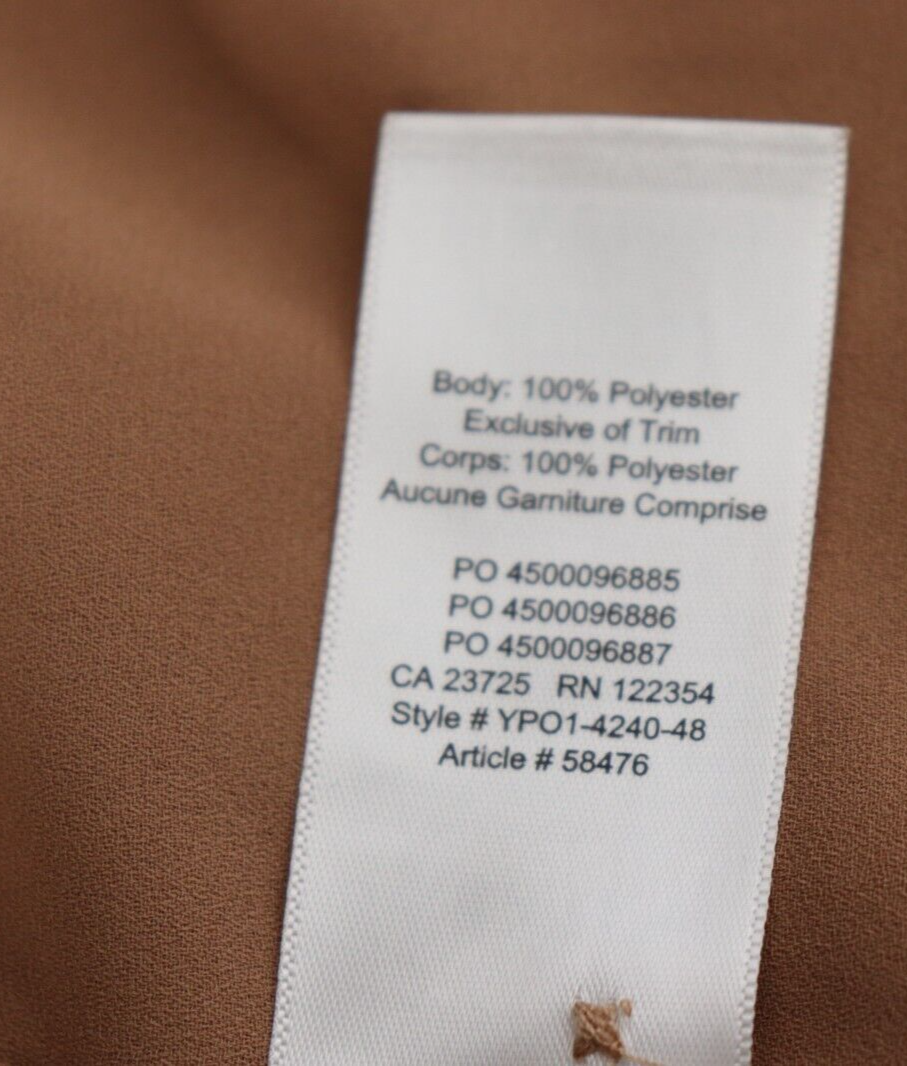 Body: 100% Polyester
Exclusive of Trim
Corps: 100% Polyester
Aucune Garniture Comprise
PO 4500096885
PO 4500096886
PO 4500096887
CA 23725 RN 122354
Style # YPO1-4240-48
Article # 58476